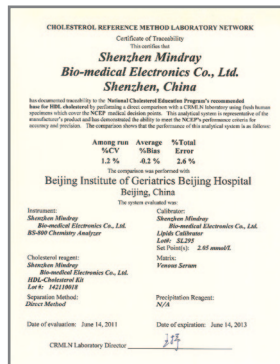 CHOLESTEROL REFERENCE METHOD LABORATORY NETWORK
Certificate of Traceability
This certifies that
Shenzhen Mindray
Bio-medical Electronics Co., Ltd.
Shenzhen, China
has documented traceability to the National Cholesterol Education Program's recommended
base for HDL cholesterol by performing a direct comparison with a CRMLN laboratory using fresh human
specimens which cover the NCEP medical decision points. This analytical system is representative of the
manufacturer's product and has demonstrated the ability to meet the NCEP's performance criteria for
accuracy and precision. The comparison shows that the performance of this analytical system is as follows:
Among run Average %Total
%CV %Bias Error
1.2 % -0.2 % 2.6 %
The comparison was performed with
Beijing Institute of Geriatrics Beijing Hospital
Beijing, China
The system evaluated was:
Instrument: Calibrator:
Shenzhen Mindray Shenzhen Mindray
Bio-medical Electronics Co., Ltd. Bio-medical Electronics Co., Ltd.
BS-800 Chemistry Analyzer Lipids Calibrator
Lot#: SL295
Set Point(s): 2.05 mmol/L
Cholesterol reagent: Matrix:
Shenzhen Mindray Venous Serum
Bio-medical Electronics Co., Ltd.
HDL-Cholesterol Kit
Lot #: 142110018
Separation Method: Precipitation Reagent:
Direct Method N/A
Date of evaluation: June 14, 2011 Date of expiration: June 14, 2013
CRMLN Laboratory Director